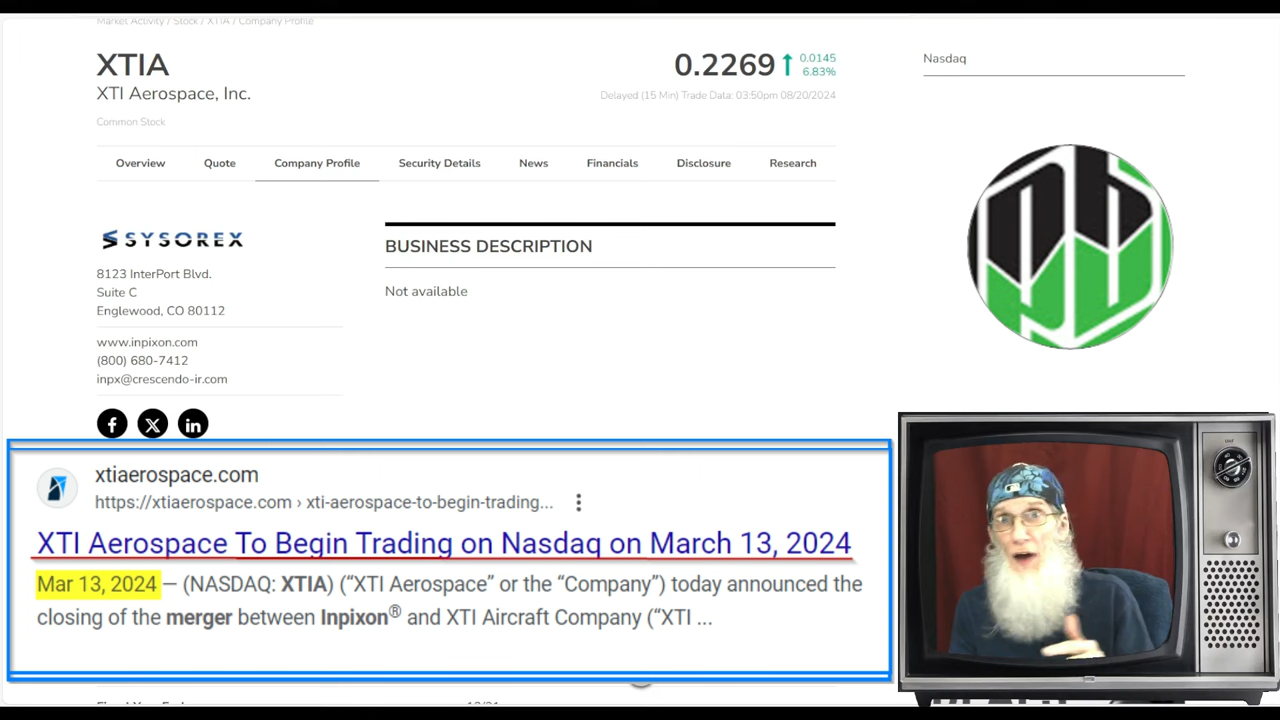 Market Activity / Stock / XTIA / Company Profile
XTIA
0.2269
0.0145
6.83%
XTI Aerospace, Inc.
Delayed (15 Min) Trade Data: 03:50pm 08/20/2024
Common Stock
Nasdaq
Overview
Quote
Company Profile
Security Details
News
Financials
Disclosure
Research
SYSOREX
8123 InterPort Blvd.
Suite C
Englewood, CO 80112
www.inpixon.com
(800) 680-7412
inpx@crescendo-ir.com
BUSINESS DESCRIPTION
Not available
xtiaerospace.com
https://xtiaerospace.com › xti-aerospace-to-begin-trading...
XTI Aerospace To Begin Trading on Nasdaq on March 13, 2024
Mar 13, 2024 — (NASDAQ: XTIA) (“XTI Aerospace” or the “Company”) today announced the
closing of the merger between Inpixon® and XTI Aircraft Company (“XTI ...